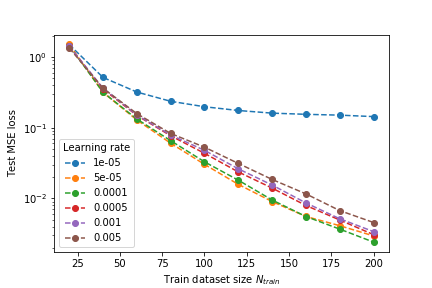 10⁰
10⁻¹
10⁻²
Test MSE loss
Learning rate
1e-05
5e-05
0.0001
0.0005
0.001
0.005
25 50 75 100 125 150 175 200
Train dataset size N_train